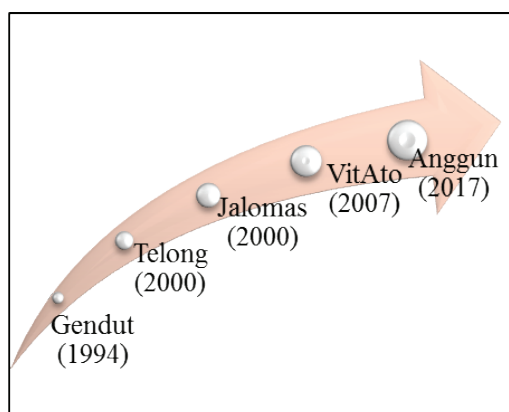 Gendut
(1994)
Telong
(2000)
Jalomas
(2000)
VitAto
(2007)
Anggun
(2017)